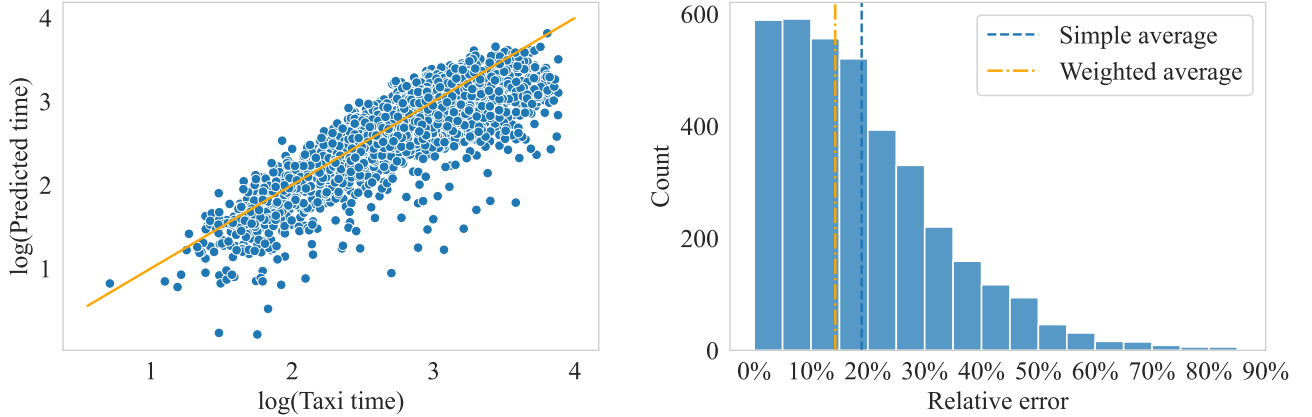 4
3
2
1
log(Predicted time)
1 2 3 4
log(Taxi time)
600
400
200
0
Count
Simple average
Weighted average
0% 10% 20% 30% 40% 50% 60% 70% 80% 90%
Relative error